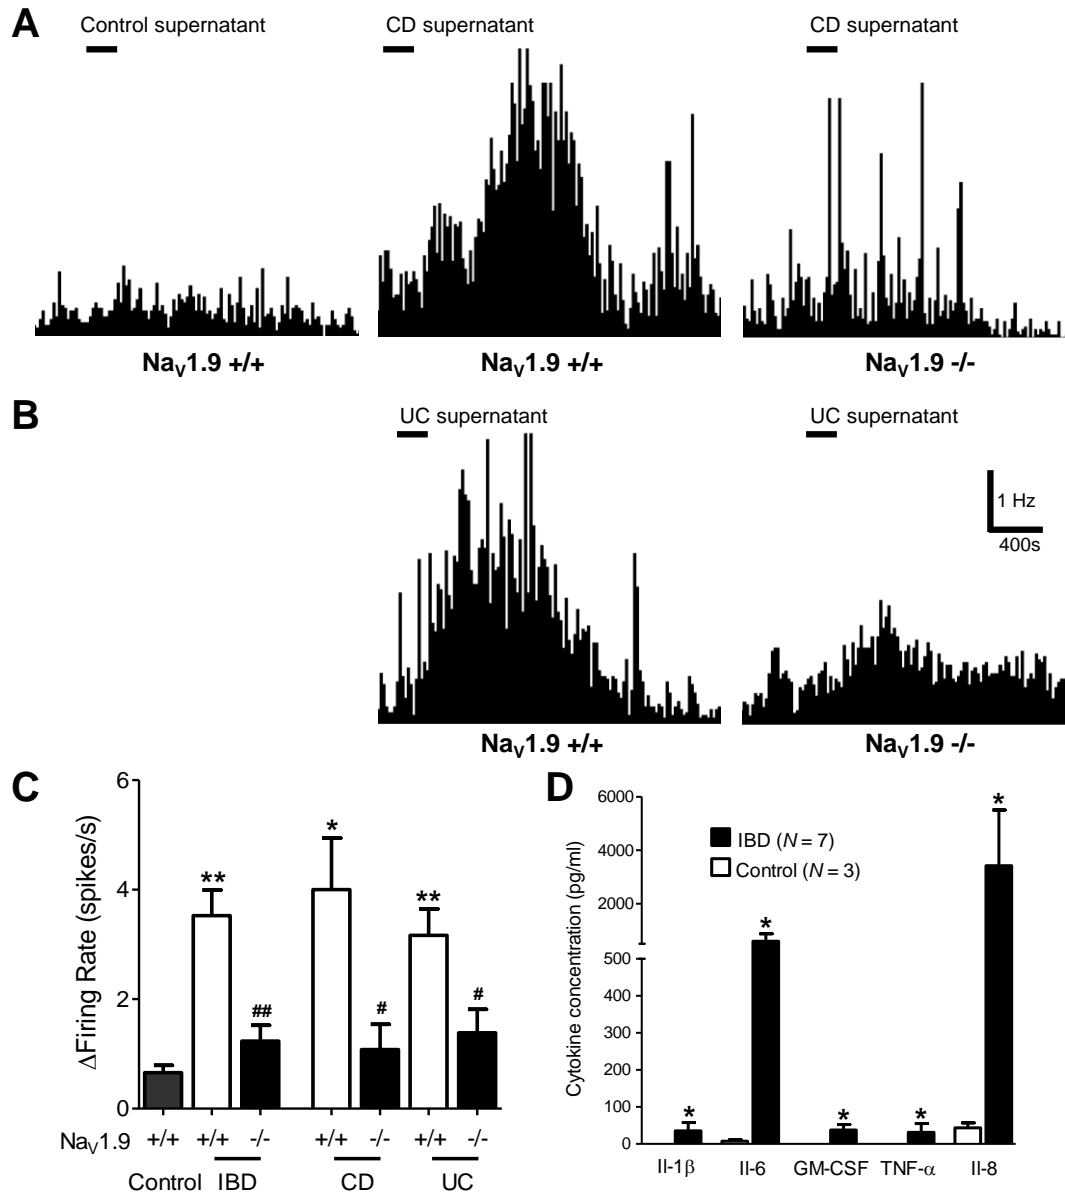 A
Control supernatant
CD supernatant
CD supernatant
NaV1.9 +/+
NaV1.9 +/+
NaV1.9 -/-
B
UC supernatant
UC supernatant
1 Hz
400s
NaV1.9 +/+
NaV1.9 -/-
C
ΔFiring Rate (spikes/s)
6
4
2
0
**
##
*
#
**
#
NaV1.9 +/+ +/+ -/- +/+ -/- +/+ -/-
Control IBD CD UC
D
Cytokine concentration (pg/ml)
6000
4000
2000
500
400
300
200
100
0
IBD (N = 7)
Control (N = 3)
*
*
*
*
*
Il-1β Il-6 GM-CSF TNF-α Il-8